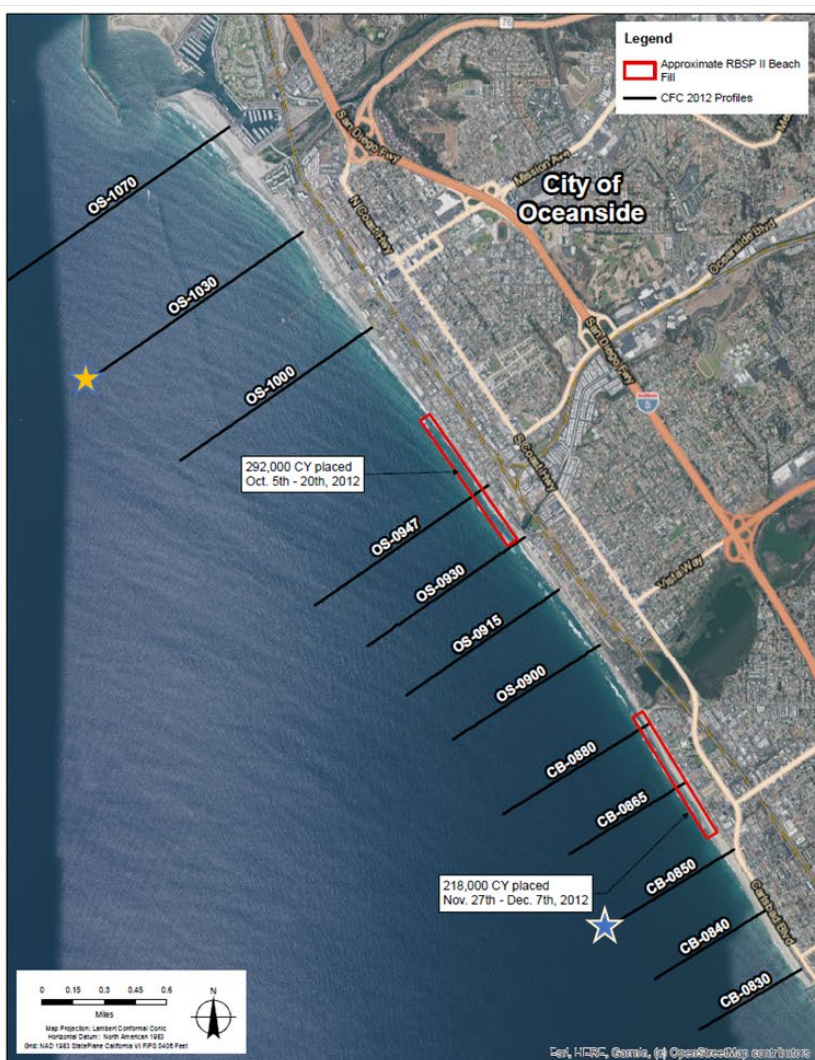 Legend
Approximate RBSP II Beach
Fill
CFC 2012 Profiles
76
San Diego Fwy
Mission Ave
City of
Oceanside
N Coast Hwy
Oceanside Blvd
OS-1070
OS-1030
OS-1000
San Diego Fwy
5
S Coast Hwy
292,000 CY placed
Oct. 5th - 20th, 2012
OS-0947
OS-0930
OS-0915
OS-0900
Vista Way
CB-0880
CB-0865
218,000 CY placed
Nov. 27th - Dec. 7th, 2012
CB-0850
Carlsbad Blvd
CB-0840
CB-0830
0 0.15 0.3 0.45 0.6
Miles
N
Map Projection: Lambert Conformal Conic
Horizontal Datum: North American 1983
Grid: NAD 1983 StatePlane California VI FIPS 0406 Feet
Esri, HERE, Garmin, (c) OpenStreetMap contributors